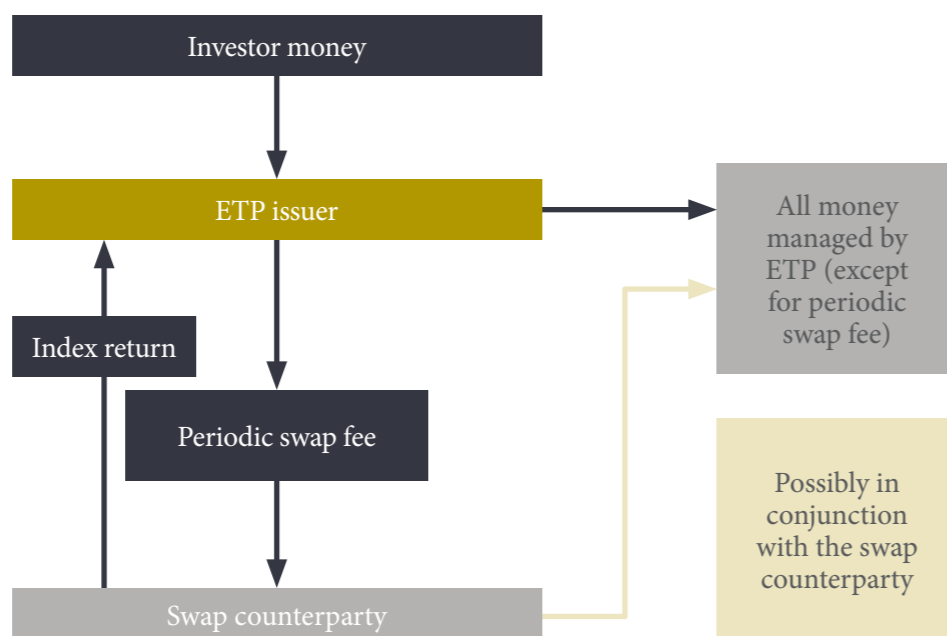 Investor money
ETP issuer
All money
managed by
ETP (except
for periodic
swap fee)
Index return
Periodic swap fee
Possibly in
conjunction
with the swap
counterparty
Swap counterparty